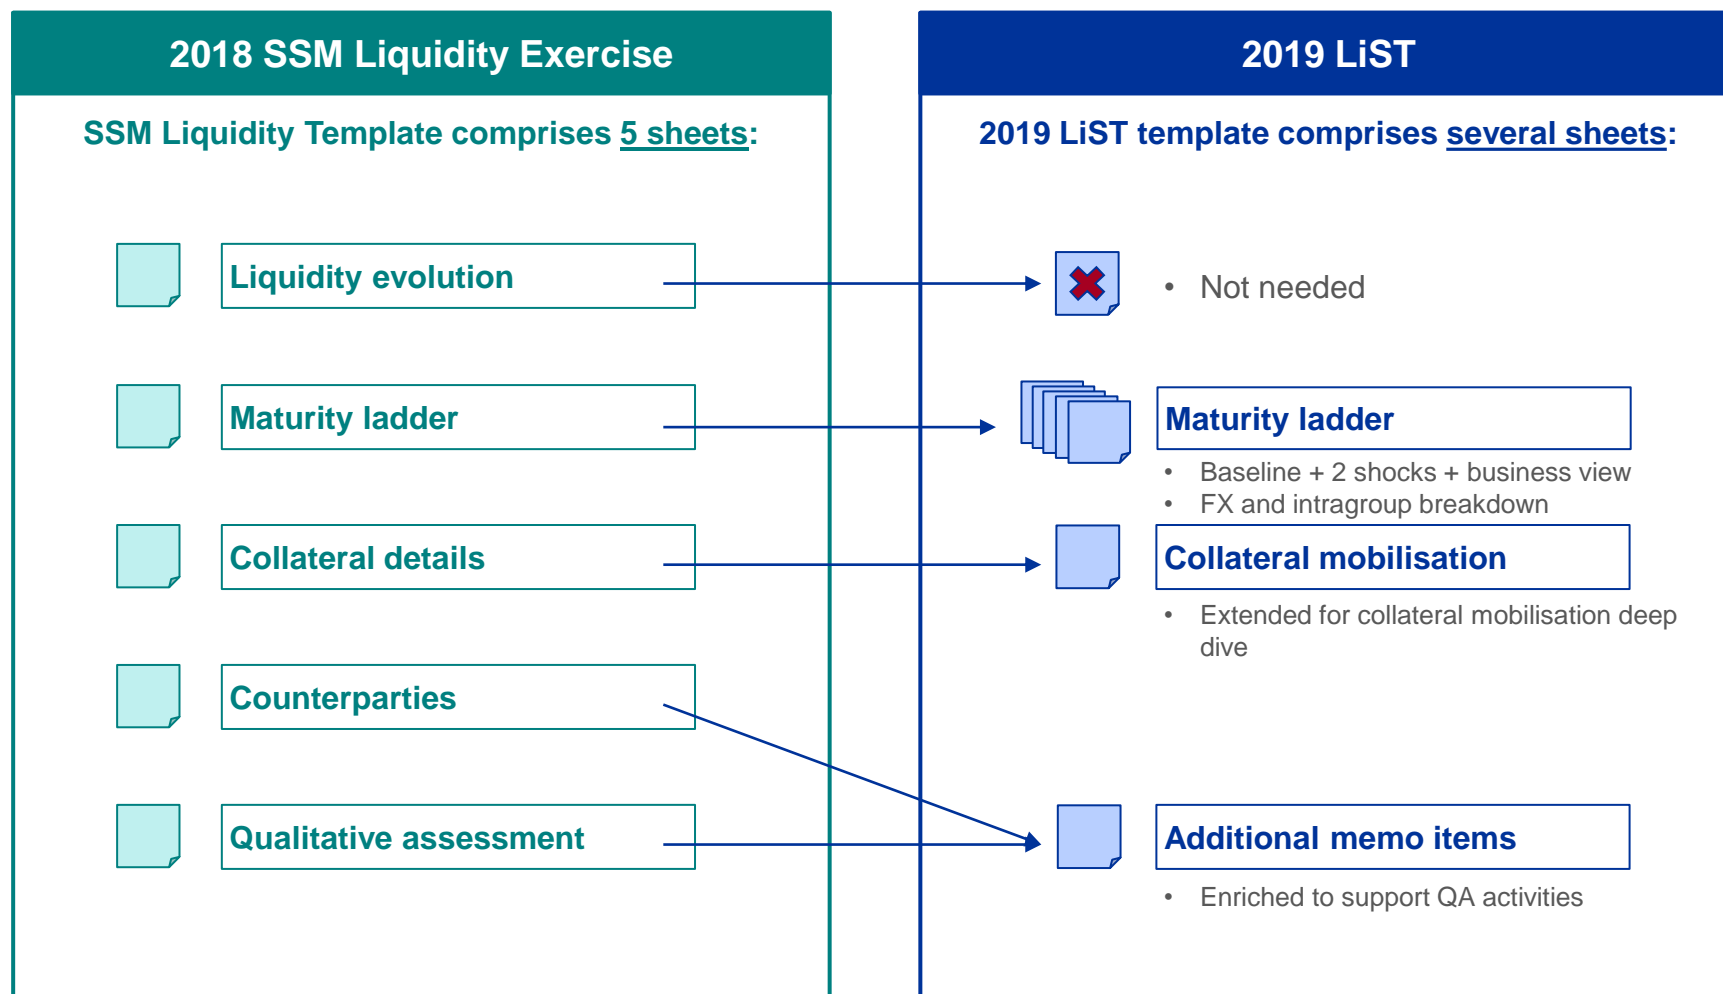 2018 SSM Liquidity Exercise
SSM Liquidity Template comprises 5 sheets:
Liquidity evolution
Maturity ladder
Collateral details
Counterparties
Qualitative assessment
2019 LiST
2019 LiST template comprises several sheets:
• Not needed
Maturity ladder
• Baseline + 2 shocks + business view
• FX and intragroup breakdown
Collateral mobilisation
• Extended for collateral mobilisation deep
dive
Additional memo items
• Enriched to support QA activities